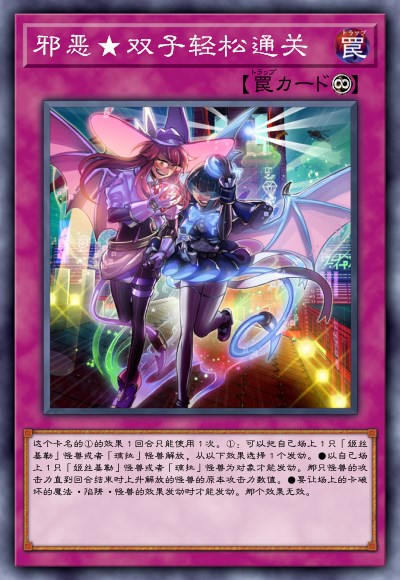 邪恶★双子轻松通关
罠
トラップ
【罠カード】
トラップ
这个卡名的①的效果1回合只能使用1次。①：可以把自己场上1只「姬丝
基勒」怪兽或者「璃拉」怪兽解放，从以下效果选择1个发动。●以自己场
上1只「姬丝基勒」怪兽或者「璃拉」怪兽为对象才能发动。那只怪兽的攻
击力直到回合结束时上升解放的怪兽的原本攻击力数值。●要让场上的卡破
坏的魔法·陷阱·怪兽的效果发动时才能发动。那个效果无效。